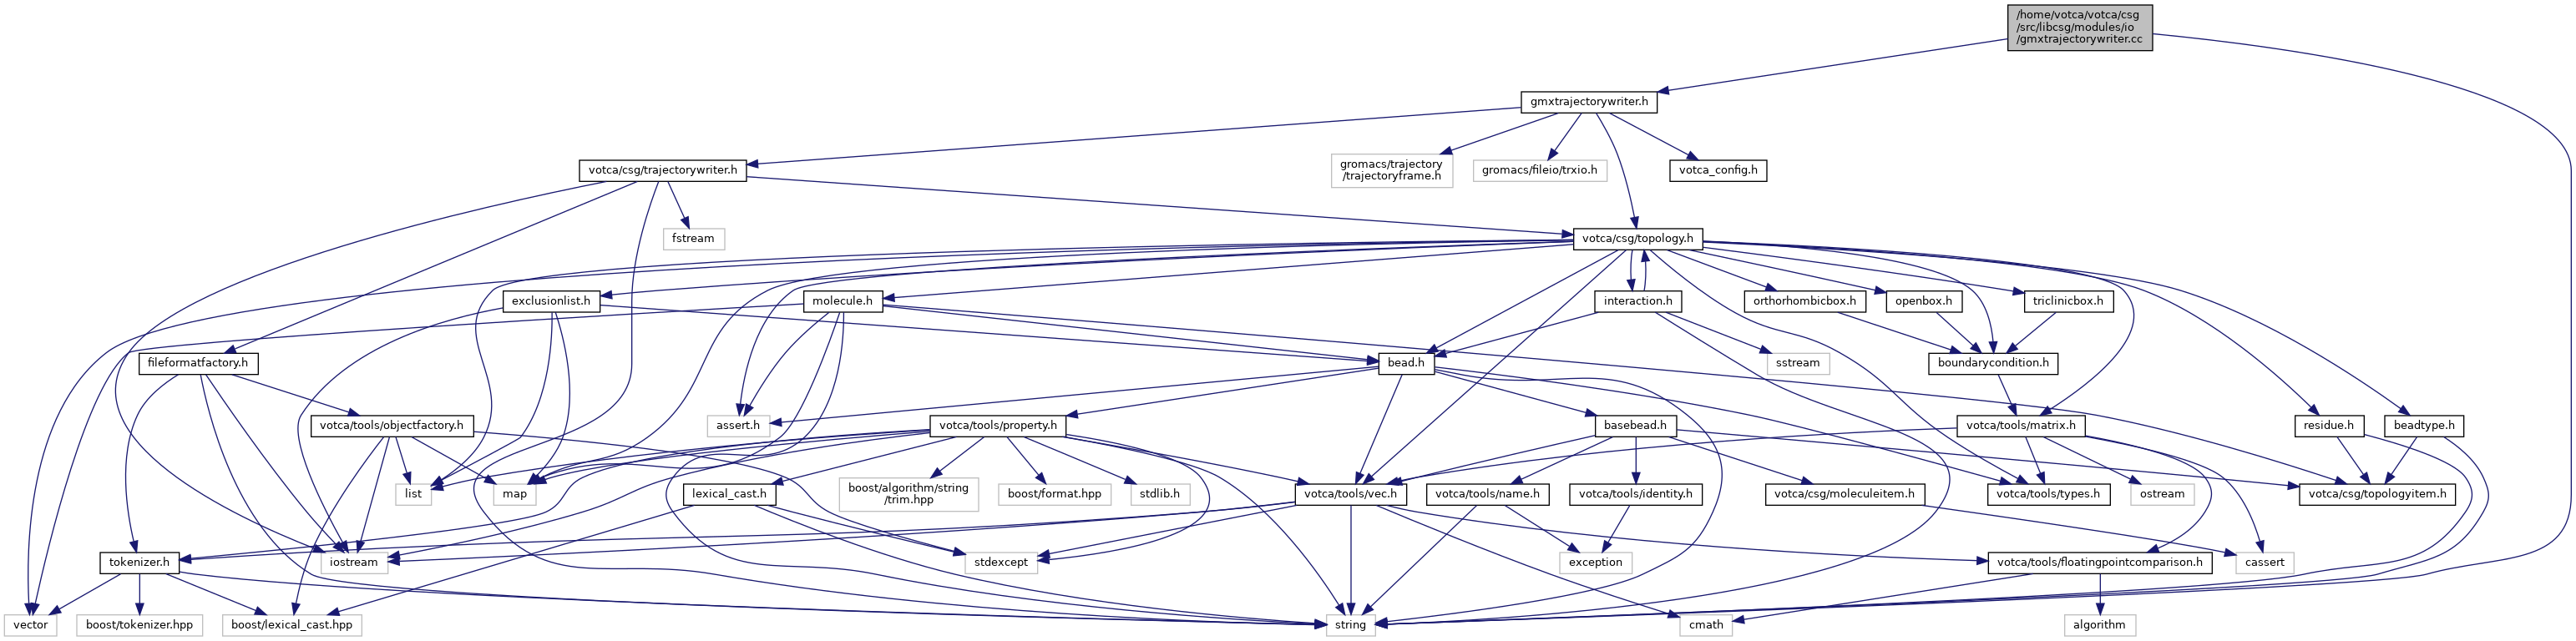 /home/votca/votca/csg
/src/libcsg/modules/io
/gmxtrajectorywriter.cc
gmxtrajectorywriter.h
votca/csg/trajectorywriter.h
gromacs/trajectory
/trajectoryframe.h
gromacs/fileio/trxio.h
votca_config.h
fstream
votca/csg/topology.h
exclusionlist.h
molecule.h
interaction.h
orthorhombicbox.h
openbox.h
triclinicbox.h
fileformatfactory.h
bead.h
sstream
boundarycondition.h
votca/tools/objectfactory.h
assert.h
votca/tools/property.h
basebead.h
votca/tools/matrix.h
residue.h
beadtype.h
list
map
lexical_cast.h
boost/algorithm/string
/trim.hpp
boost/format.hpp
stdlib.h
votca/tools/vec.h
votca/tools/name.h
votca/tools/identity.h
votca/csg/moleculeitem.h
votca/tools/types.h
ostream
votca/csg/topologyitem.h
tokenizer.h
iostream
stdexcept
exception
votca/tools/floatingpointcomparison.h
cassert
vector
boost/tokenizer.hpp
boost/lexical_cast.hpp
string
cmath
algorithm